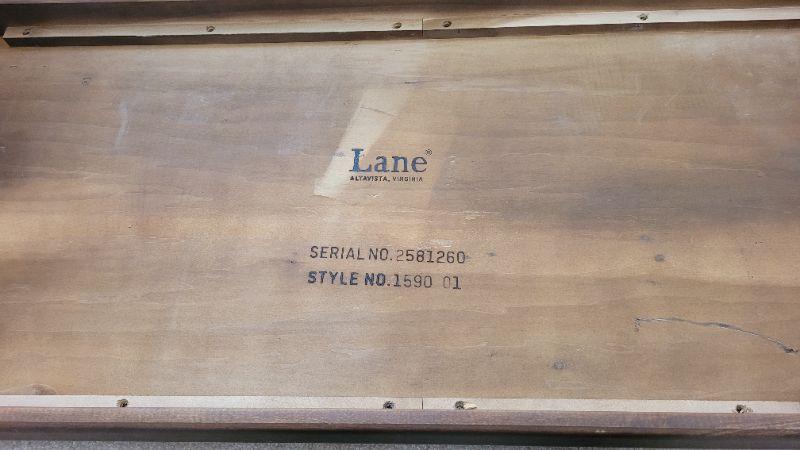 Lane®
ALTAVISTA, VIRGINIA
SERIAL NO. 2581260
STYLE NO. 1590 01